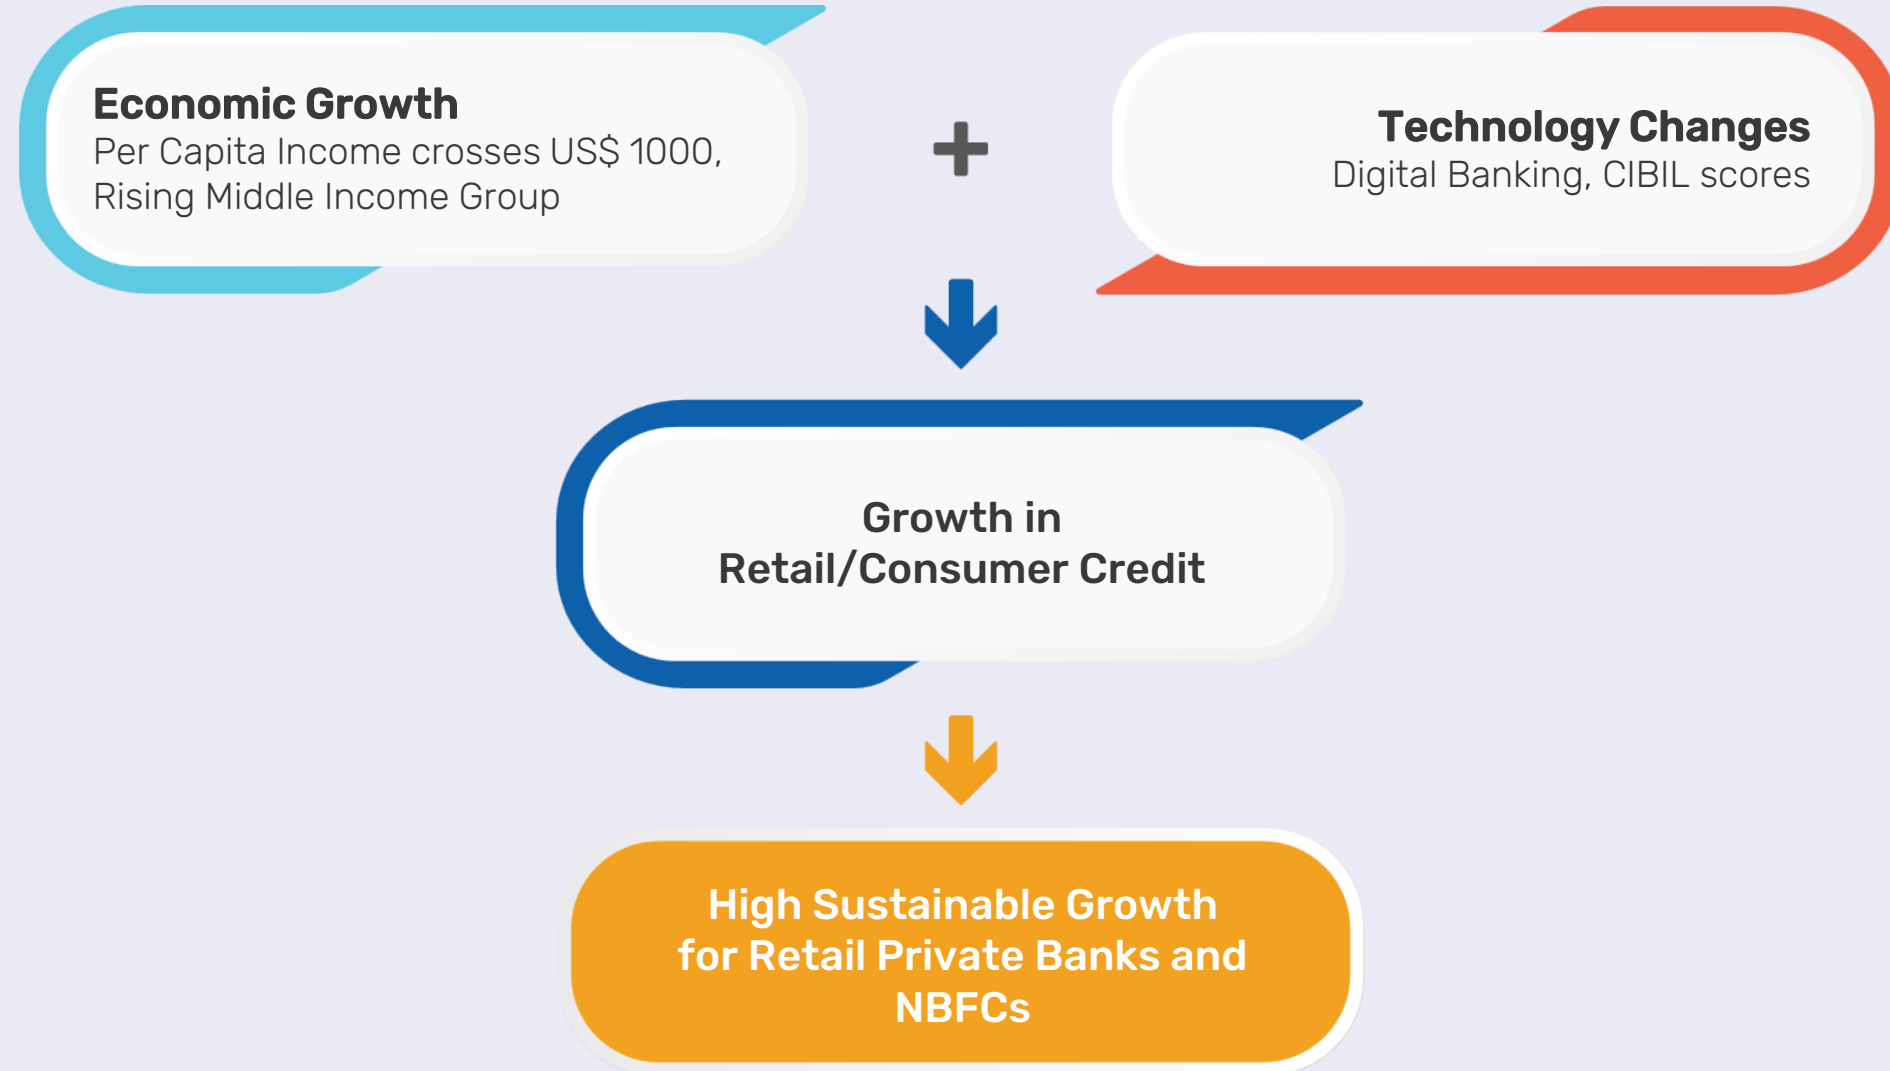 Economic Growth
Per Capita Income crosses US$ 1000,
Rising Middle Income Group
+
Technology Changes
Digital Banking, CIBIL scores
Growth in
Retail/Consumer Credit
High Sustainable Growth
for Retail Private Banks and
NBFCs